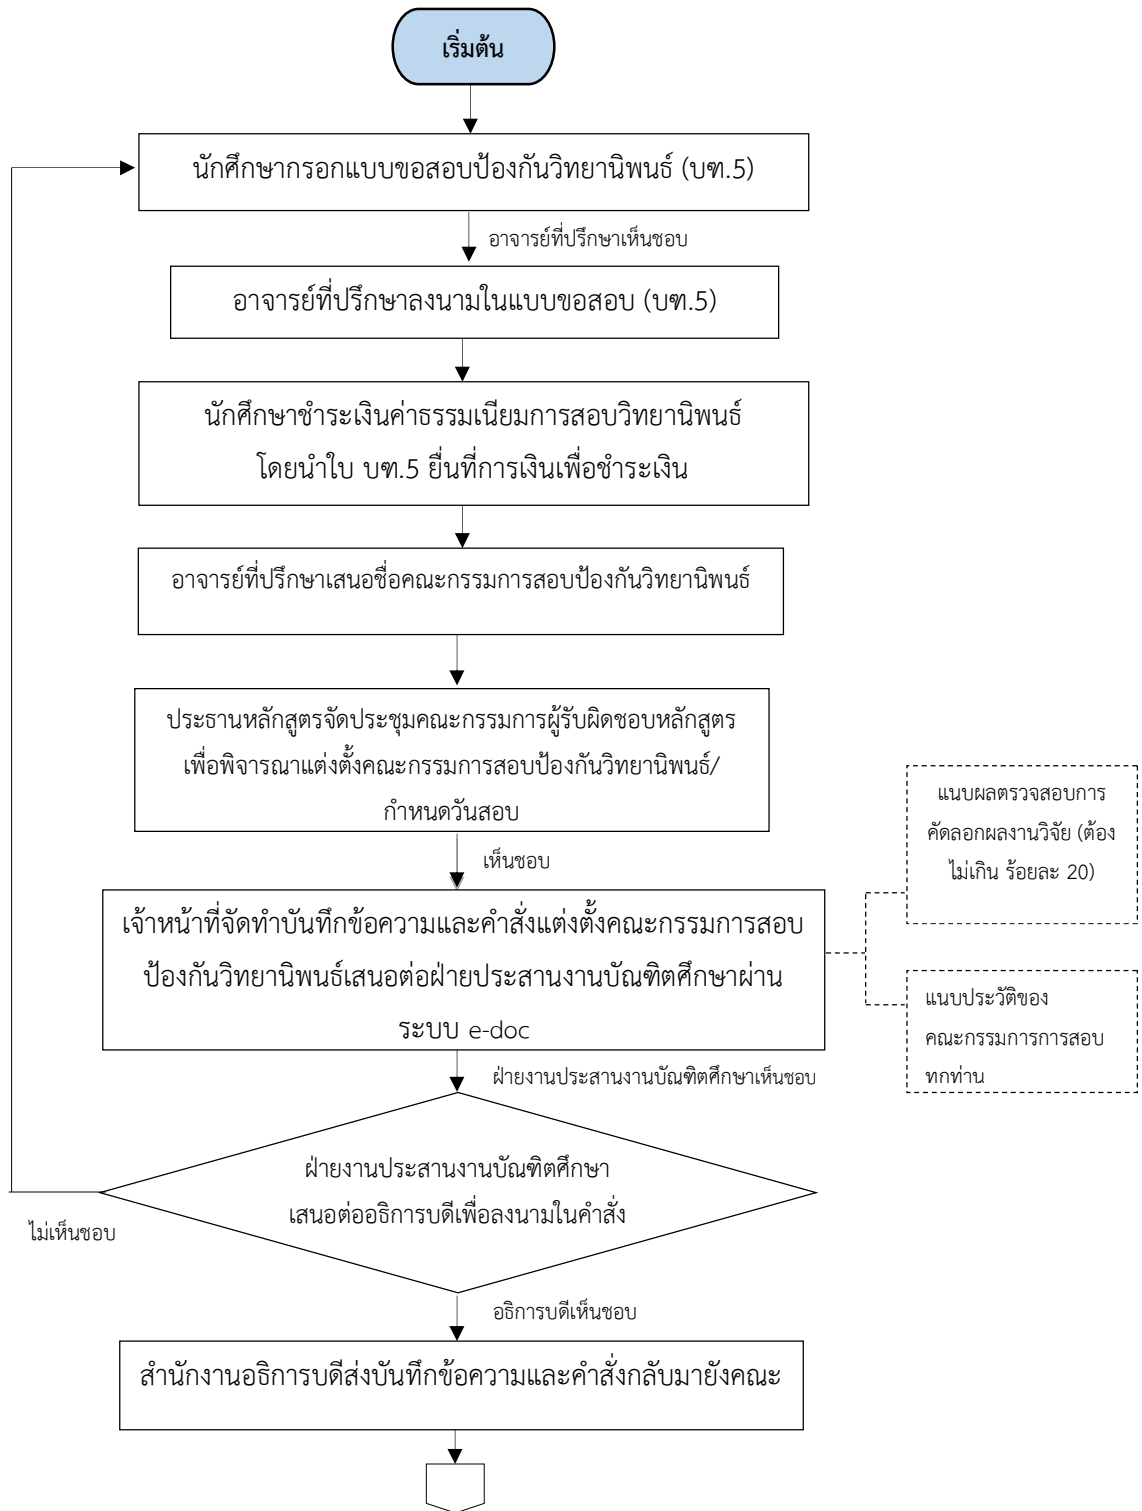 เริ่มต้น
นักศึกษากรอกแบบขอสอบป้องกันวิทยานิพนธ์ (บฑ.5)
อาจารย์ที่ปรึกษาเห็นชอบ
อาจารย์ที่ปรึกษาลงนามในแบบขอสอบ (บฑ.5)
นักศึกษาชำระเงินค่าธรรมเนียมการสอบวิทยานิพนธ์
โดยนำใบ บฑ.5 ยื่นที่การเงินเพื่อชำระเงิน
อาจารย์ที่ปรึกษาเสนอชื่อคณะกรรมการสอบป้องกันวิทยานิพนธ์
ประธานหลักสูตรจัดประชุมคณะกรรมการผู้รับผิดชอบหลักสูตร
เพื่อพิจารณาแต่งตั้งคณะกรรมการสอบป้องกันวิทยานิพนธ์/
กำหนดวันสอบ
เห็นชอบ
แนบผลตรวจสอบการ
คัดลอกผลงานวิจัย (ต้อง
ไม่เกิน ร้อยละ 20)
เจ้าหน้าที่จัดทำบันทึกข้อความและคำสั่งแต่งตั้งคณะกรรมการสอบ
ป้องกันวิทยานิพนธ์เสนอต่อฝ่ายประสานงานบัณฑิตศึกษาผ่าน
ระบบ e-doc
แนบประวัติของ
คณะกรรมการการสอบ
ทกท่าน
ฝ่ายงานประสานงานบัณฑิตศึกษาเห็นชอบ
ฝ่ายงานประสานงานบัณฑิตศึกษา
เสนอต่ออธิการบดีเพื่อลงนามในคำสั่ง
ไม่เห็นชอบ
อธิการบดีเห็นชอบ
สำนักงานอธิการบดีส่งบันทึกข้อความและคำสั่งกลับมายังคณะ